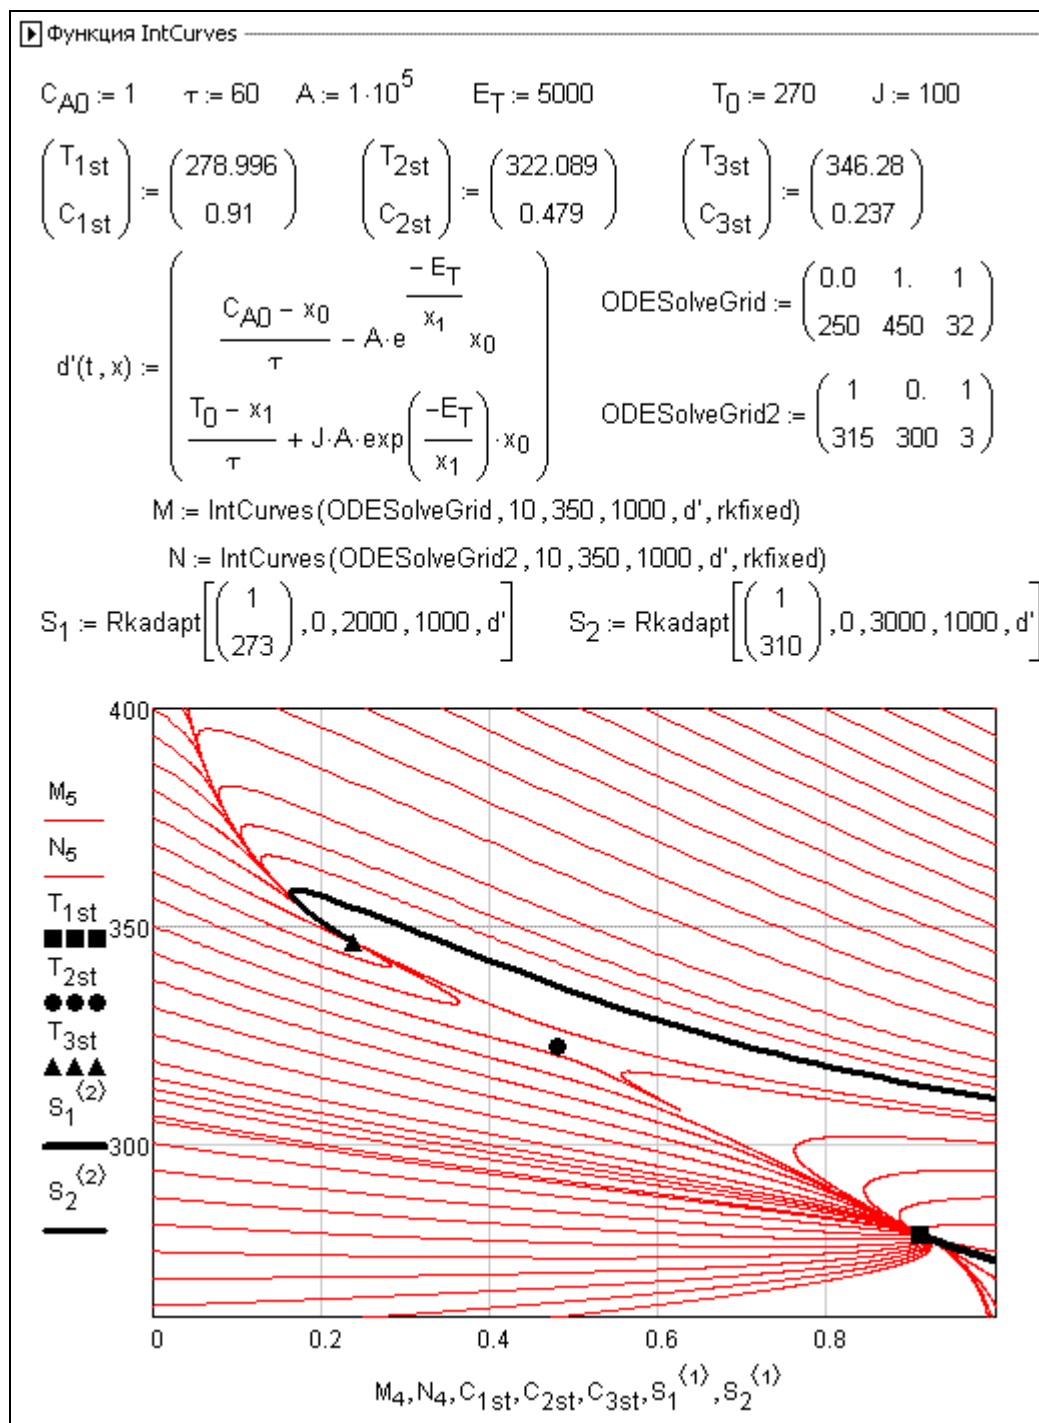 Функция IntCurves
C_A0 := 1 τ := 60 A := 1·10^5 E_T := 5000 T_0 := 270 J := 100
(T_1st C_1st) := (278.996 0.91) (T_2st C_2st) := (322.089 0.479) (T_3st C_3st) := (346.28 0.237)
d'(t, x) := ( (C_A0 − x_0)/τ − A·e^(−E_T/x_1) x_0
(T_0 − x_1)/τ + J·A·exp(−E_T/x_1)·x_0 )
ODESolveGrid := (0.0 1. 1
250 450 32)
ODESolveGrid2 := (1 0. 1
315 300 3)
M := IntCurves(ODESolveGrid, 10, 350, 1000, d', rkfixed)
N := IntCurves(ODESolveGrid2, 10, 350, 1000, d', rkfixed)
S_1 := Rkadapt[(1 273), 0, 2000, 1000, d'] S_2 := Rkadapt[(1 310), 0, 3000, 1000, d']
400
350
300
M_5
N_5
T_1st
T_2st
T_3st
S_1^⟨2⟩
S_2^⟨2⟩
0 0.2 0.4 0.6 0.8
M_4, N_4, C_1st, C_2st, C_3st, S_1^⟨1⟩, S_2^⟨1⟩